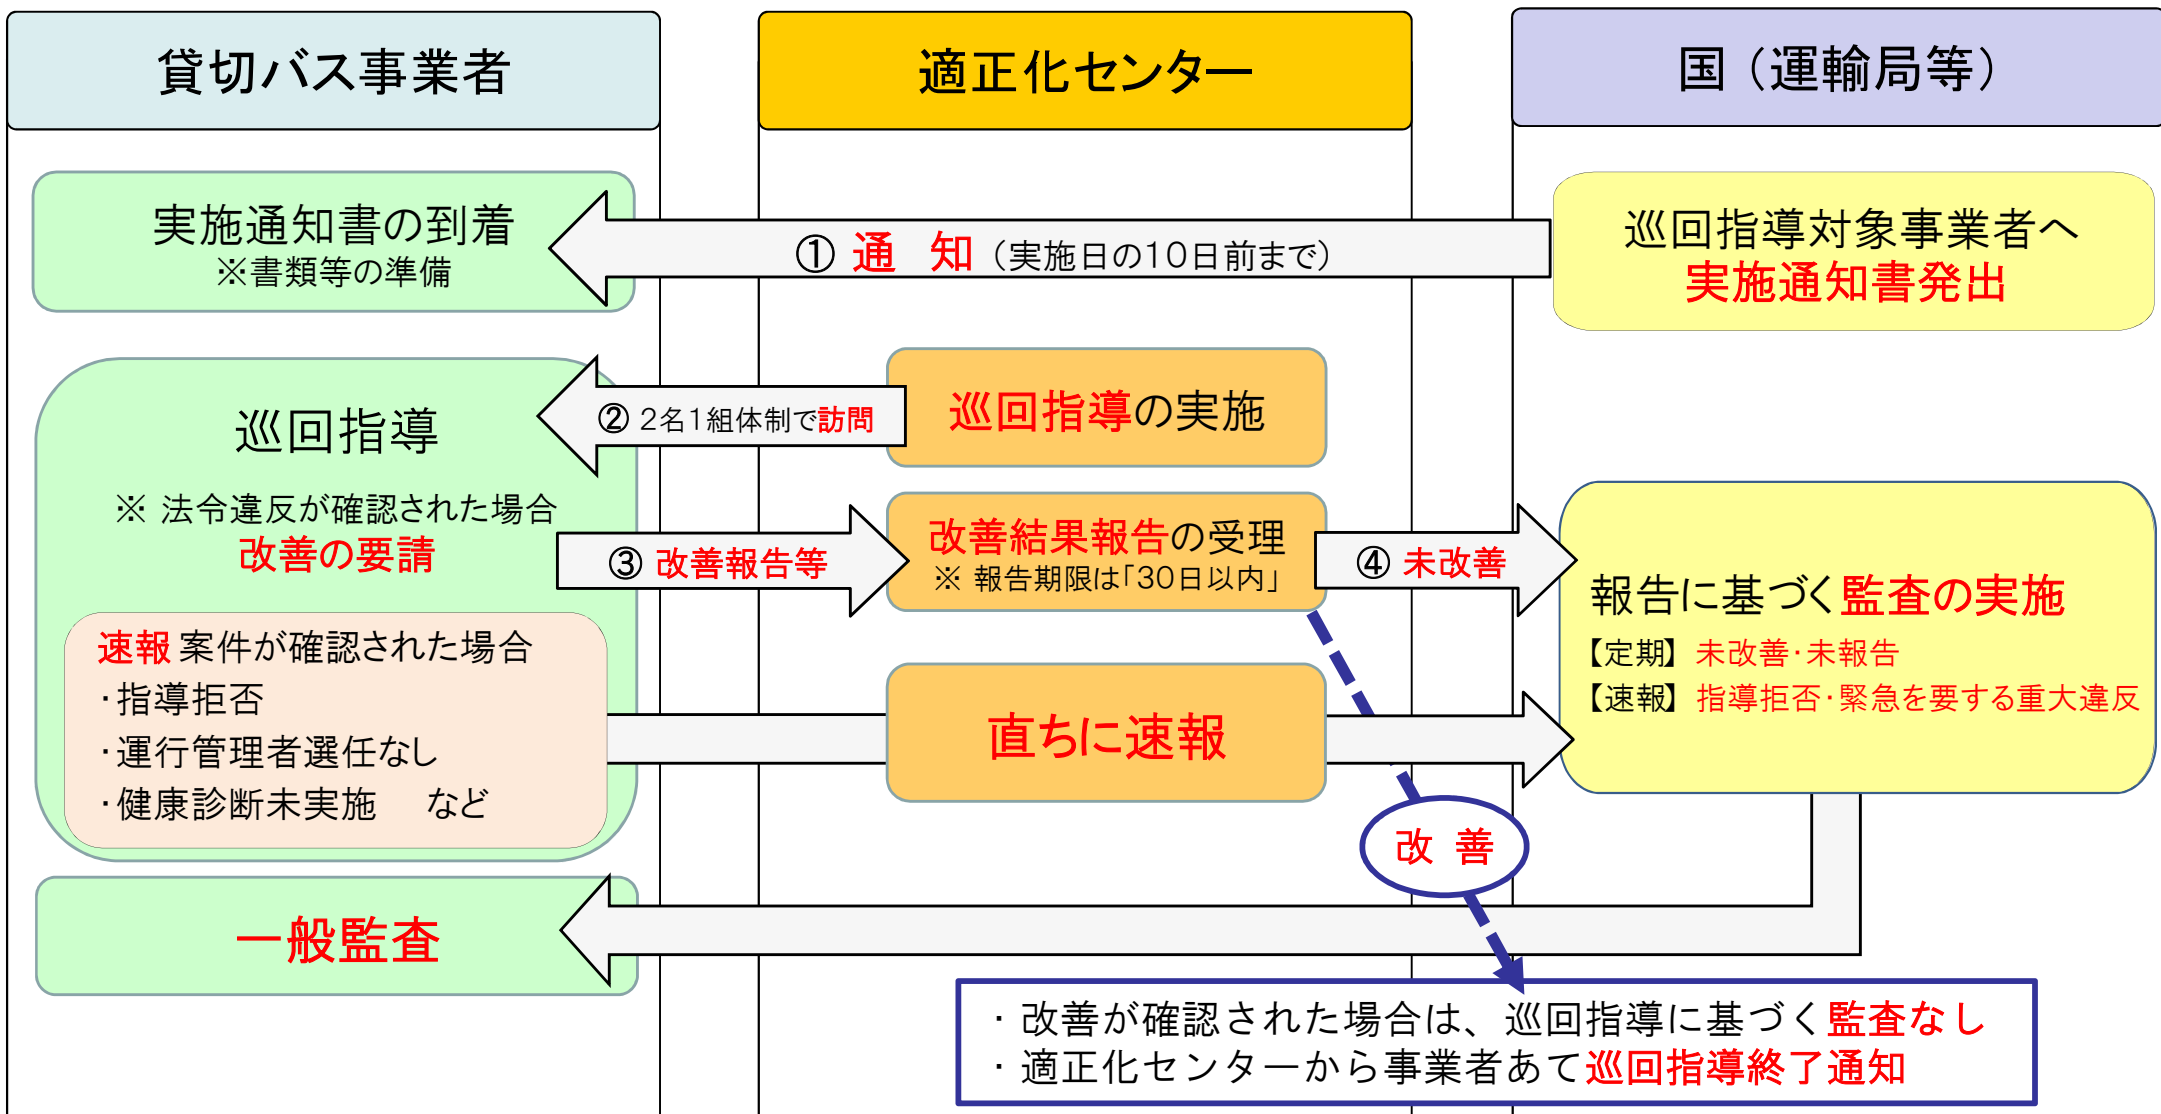 貸切バス事業者
適正化センター
国（運輸局等）
実施通知書の到着
※書類等の準備
① 通 知（実施日の10日前まで）
巡回指導対象事業者へ
実施通知書発出
巡回指導
② 2名1組体制で訪問
巡回指導の実施
※ 法令違反が確認された場合
改善の要請
③ 改善報告等
改善結果報告の受理
※ 報告期限は「30日以内」
④ 未改善
報告に基づく監査の実施
【定期】 未改善・未報告
【速報】 指導拒否・緊急を要する重大違反
速報 案件が確認された場合
・指導拒否
・運行管理者選任なし
・健康診断未実施 など
直ちに速報
改 善
一般監査
・ 改善が確認された場合は、巡回指導に基づく監査なし
・ 適正化センターから事業者あて巡回指導終了通知